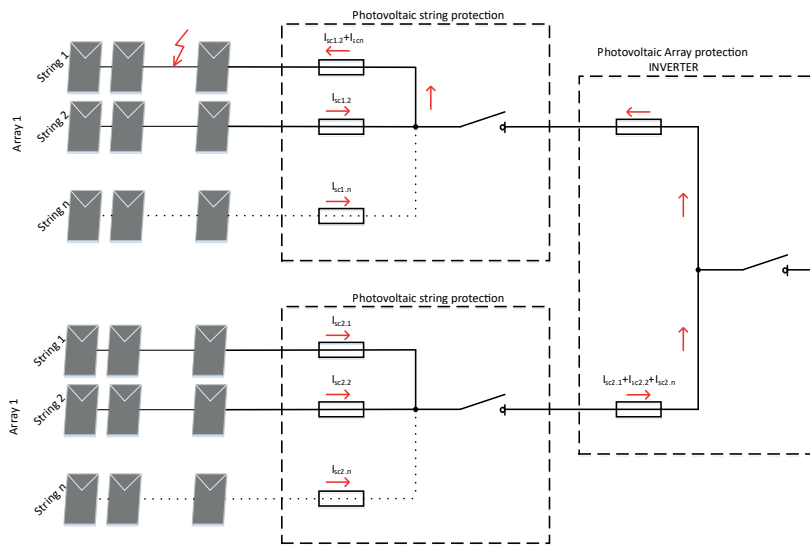 Photovoltaic string protection
Isc1.2+Iscn
String 1
Isc1.2
String 2
Array 1
Isc1.n
String n
Photovoltaic Array protection
INVERTER
Photovoltaic string protection
Isc2.1
String 1
Isc2.2
String 2
Array 1
Isc2.n
String n
Isc2.1+Isc2.2+Isc2.n